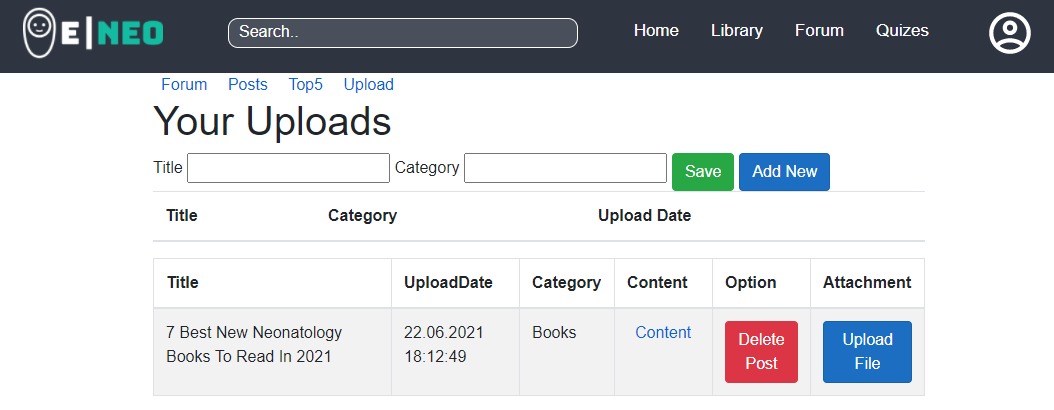 E|NEO
Search..
Home Library Forum Quizes
Forum Posts Top5 Upload
Your Uploads
Title Category Save Add New
Title Category Upload Date
Title UploadDate Category Content Option Attachment
7 Best New Neonatology 22.06.2021 Books Content Delete Upload
Books To Read In 2021 18:12:49 Post File